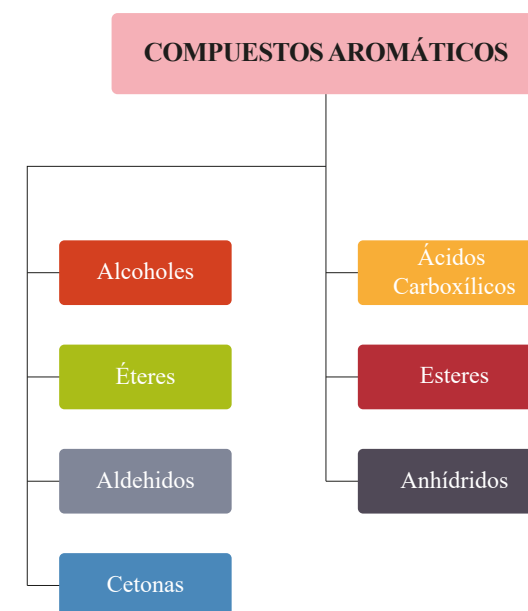 COMPUESTOS AROMÁTICOS
Alcoholes
Éteres
Aldehidos
Cetonas
Ácidos
Carboxílicos
Esteres
Anhídridos